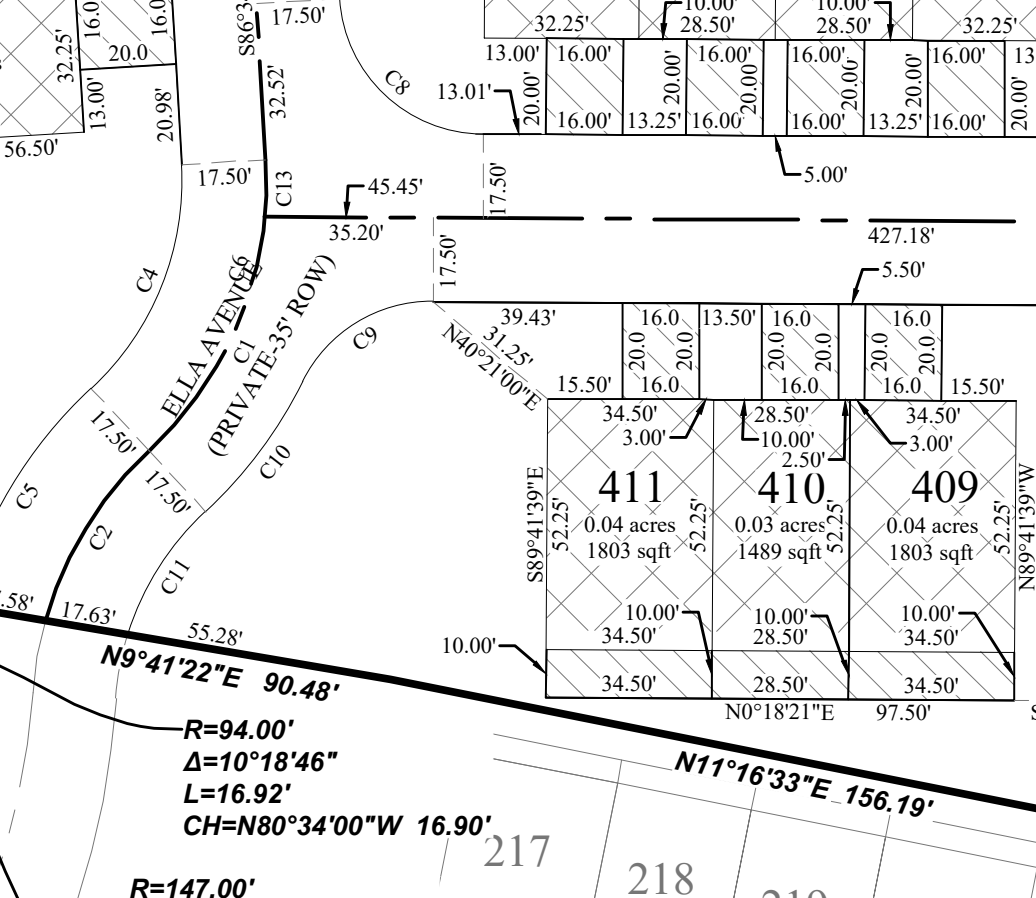 17.50'
S86°3
32.52'
16.0
16.0
20.0
32.25'
13.00'
20.98'
56.50'
17.50'
C13
C8
45.45'
35.20'
17.50'
17.50'
427.18'
32.25'
10.00'
28.50'
10.00'
28.50'
32.25'
13.00'
16.00'
16.00'
16.00'
16.00'
13
13.01'
20.00'
20.00'
20.00'
20.00'
20.00'
16.00'
13.25'
16.00'
16.00'
13.25'
16.00'
5.00'
C4
C6
C1
ELLA AVENUE
(PRIVATE-35' ROW)
C9
C10
17.50'
17.50'
C5
C2
C11
5.50'
39.43'
31.25'
N40°21'00"E
16.0
13.50'
16.0
16.0
20.0
20.0
20.0
20.0
20.0
20.0
15.50'
16.0
16.0
16.0
15.50'
34.50'
28.50'
34.50'
3.00'
10.00'
2.50'
3.00'
411
0.04 acres
1803 sqft
410
0.03 acres
1489 sqft
409
0.04 acres
1803 sqft
S89°41'39"E
52.25'
52.25'
52.25'
52.25'
N89°41'39"W
10.00'
10.00'
10.00'
10.00'
34.50'
28.50'
34.50'
34.50'
28.50'
34.50'
N0°18'21"E
97.50'
S
.58'
17.63'
55.28'
N9°41'22"E 90.48'
N11°16'33"E 156.19'
R=94.00'
Δ=10°18'46"
L=16.92'
CH=N80°34'00"W 16.90'
R=147.00'
217
218
219